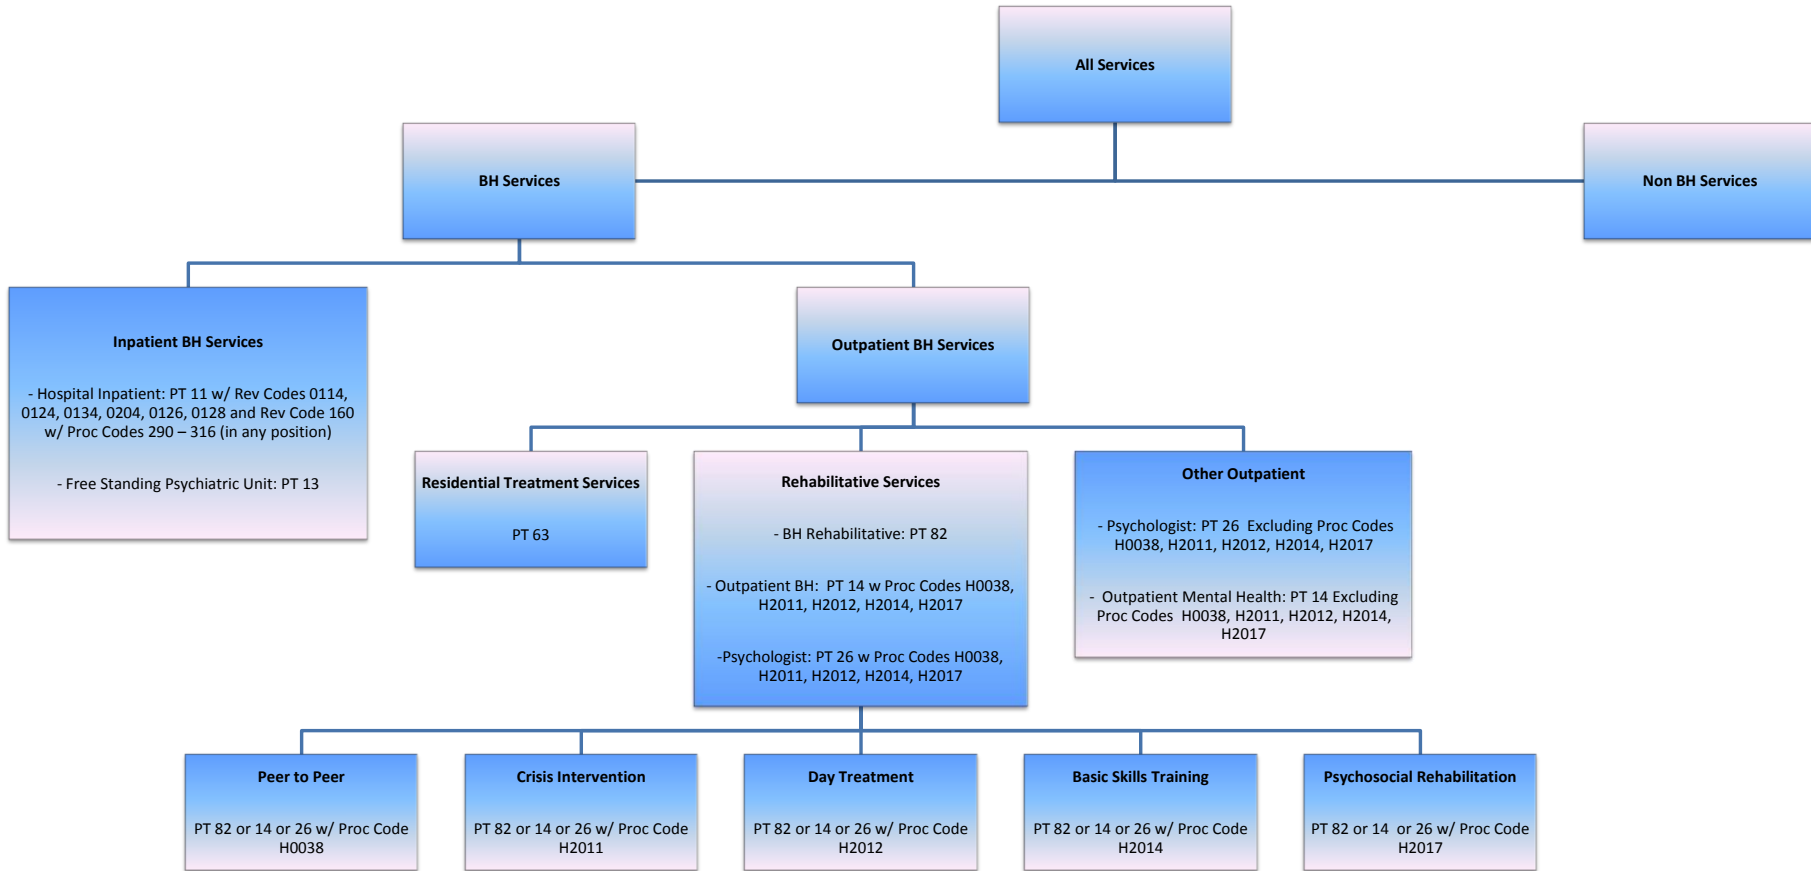 All Services
BH Services
Non BH Services
Inpatient BH Services
- Hospital Inpatient: PT 11 w/ Rev Codes 0114,
0124, 0134, 0204, 0126, 0128 and Rev Code 160
w/ Proc Codes 290 – 316 (in any position)
- Free Standing Psychiatric Unit: PT 13
Outpatient BH Services
Residential Treatment Services
PT 63
Rehabilitative Services
- BH Rehabilitative: PT 82
- Outpatient BH:  PT 14 w Proc Codes H0038,
H2011, H2012, H2014, H2017
-Psychologist: PT 26 w Proc Codes H0038,
H2011, H2012, H2014, H2017
Other Outpatient
- Psychologist: PT 26  Excluding Proc Codes
H0038, H2011, H2012, H2014, H2017
-  Outpatient Mental Health: PT 14 Excluding
Proc Codes  H0038, H2011, H2012, H2014,
H2017
Peer to Peer
PT 82 or 14 or 26 w/ Proc Code
H0038
Crisis Intervention
PT 82 or 14 or 26 w/ Proc Code
H2011
Day Treatment
PT 82 or 14 or 26 w/ Proc Code
H2012
Basic Skills Training
PT 82 or 14 or 26 w/ Proc Code
H2014
Psychosocial Rehabilitation
PT 82 or 14  or 26 w/ Proc Code
H2017